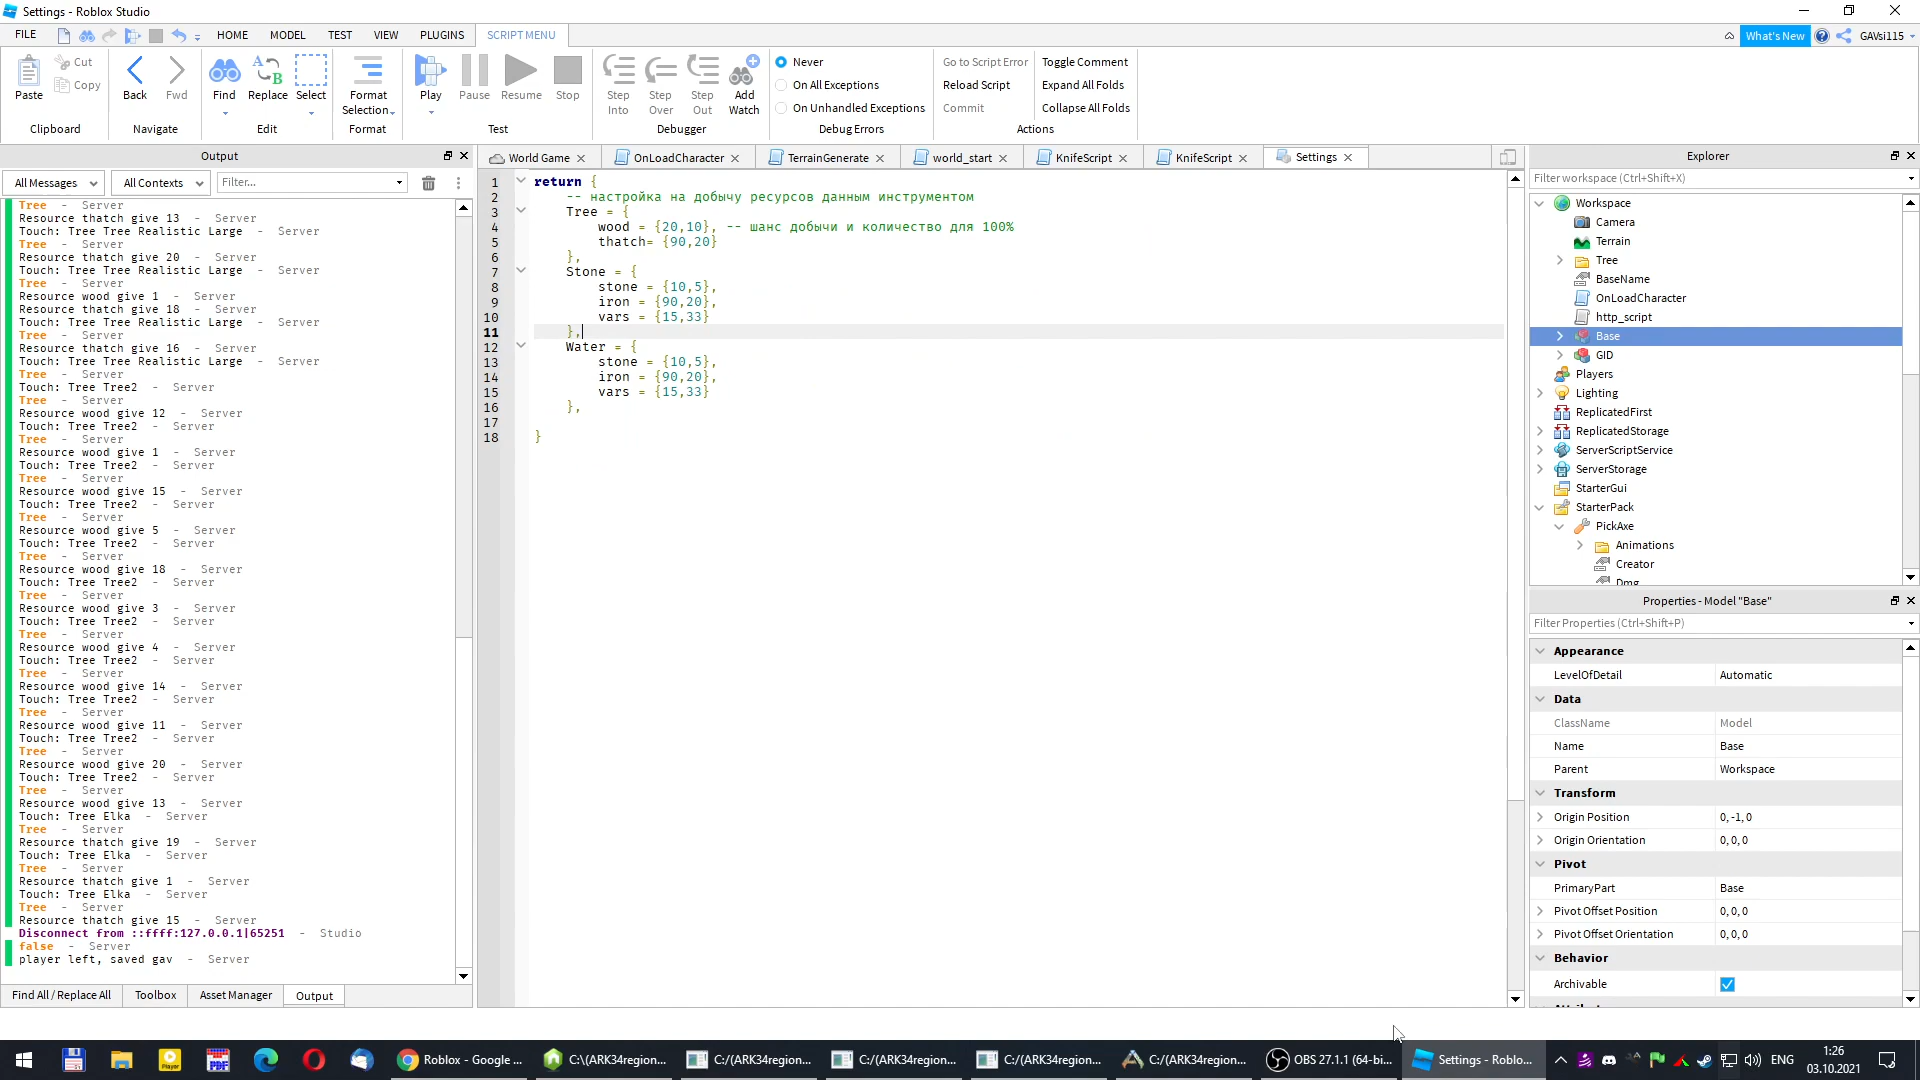 Settings - Roblox Studio
FILE
HOME
MODEL
TEST
VIEW
PLUGINS
SCRIPT MENU
What's New
GAVsi115
Paste
Cut
Copy
Clipboard
Back
Fwd
Navigate
Find
Replace
Select
Edit
Format
Selection
Format
Play
Pause
Resume
Stop
Test
Step
Into
Step
Over
Step
Out
Add
Watch
Debugger
Never
On All Exceptions
On Unhandled Exceptions
Debug Errors
Go to Script Error
Reload Script
Commit
Toggle Comment
Expand All Folds
Collapse All Folds
Actions
Output
All Messages
All Contexts
Filter...
Tree - Server
Resource thatch give 13 - Server
Touch: Tree Tree Realistic Large - Server
Tree - Server
Resource thatch give 20 - Server
Touch: Tree Tree Realistic Large - Server
Tree - Server
Resource wood give 1 - Server
Resource thatch give 18 - Server
Touch: Tree Tree Realistic Large - Server
Tree - Server
Resource thatch give 16 - Server
Touch: Tree Tree Realistic Large - Server
Tree - Server
Touch: Tree Tree2 - Server
Tree - Server
Resource wood give 12 - Server
Touch: Tree Tree2 - Server
Tree - Server
Resource wood give 1 - Server
Touch: Tree Tree2 - Server
Tree - Server
Resource wood give 15 - Server
Touch: Tree Tree2 - Server
Tree - Server
Resource wood give 5 - Server
Touch: Tree Tree2 - Server
Tree - Server
Resource wood give 18 - Server
Touch: Tree Tree2 - Server
Tree - Server
Resource wood give 3 - Server
Touch: Tree Tree2 - Server
Tree - Server
Resource wood give 4 - Server
Touch: Tree Tree2 - Server
Tree - Server
Resource wood give 14 - Server
Touch: Tree Tree2 - Server
Tree - Server
Resource wood give 11 - Server
Touch: Tree Tree2 - Server
Tree - Server
Resource wood give 20 - Server
Touch: Tree Tree2 - Server
Tree - Server
Resource wood give 13 - Server
Touch: Tree Elka - Server
Tree - Server
Resource thatch give 19 - Server
Touch: Tree Elka - Server
Tree - Server
Resource thatch give 1 - Server
Touch: Tree Elka - Server
Tree - Server
Resource thatch give 15 - Server
Disconnect from ::ffff:127.0.0.1|65251 - Studio
false - Server
player left, saved gav - Server
Find All / Replace All
Toolbox
Asset Manager
Output
World Game
OnLoadCharacter
TerrainGenerate
world_start
KnifeScript
KnifeScript
Settings
1 return {
2 -- настройка на добычу ресурсов данным инструментом
3 Tree = {
4 wood = {20,10}, -- шанс добычи и количество для 100%
5 thatch= {90,20}
6 },
7 Stone = {
8 stone = {10,5},
9 iron = {90,20},
10 vars = {15,33}
11 },
12 Water = {
13 stone = {10,5},
14 iron = {90,20},
15 vars = {15,33}
16 },
17
18 }
Explorer
Filter workspace (Ctrl+Shift+X)
Workspace
Camera
Terrain
Tree
BaseName
OnLoadCharacter
http_script
Base
GID
Players
Lighting
ReplicatedFirst
ReplicatedStorage
ServerScriptService
ServerStorage
StarterGui
StarterPack
PickAxe
Animations
Creator
Dmg
Properties - Model "Base"
Filter Properties (Ctrl+Shift+P)
Appearance
LevelOfDetail Automatic
Data
ClassName Model
Name Base
Parent Workspace
Transform
Origin Position 0, -1, 0
Origin Orientation 0, 0, 0
Pivot
PrimaryPart Base
Pivot Offset Position 0, 0, 0
Pivot Offset Orientation 0, 0, 0
Behavior
Archivable
Roblox - Google ...
C:\(ARK34region...
C:/(ARK34region...
C:/(ARK34region...
C:/(ARK34region...
C:/(ARK34region...
OBS 27.1.1 (64-bi...
Settings - Roblo...
ENG
1:26
03.10.2021